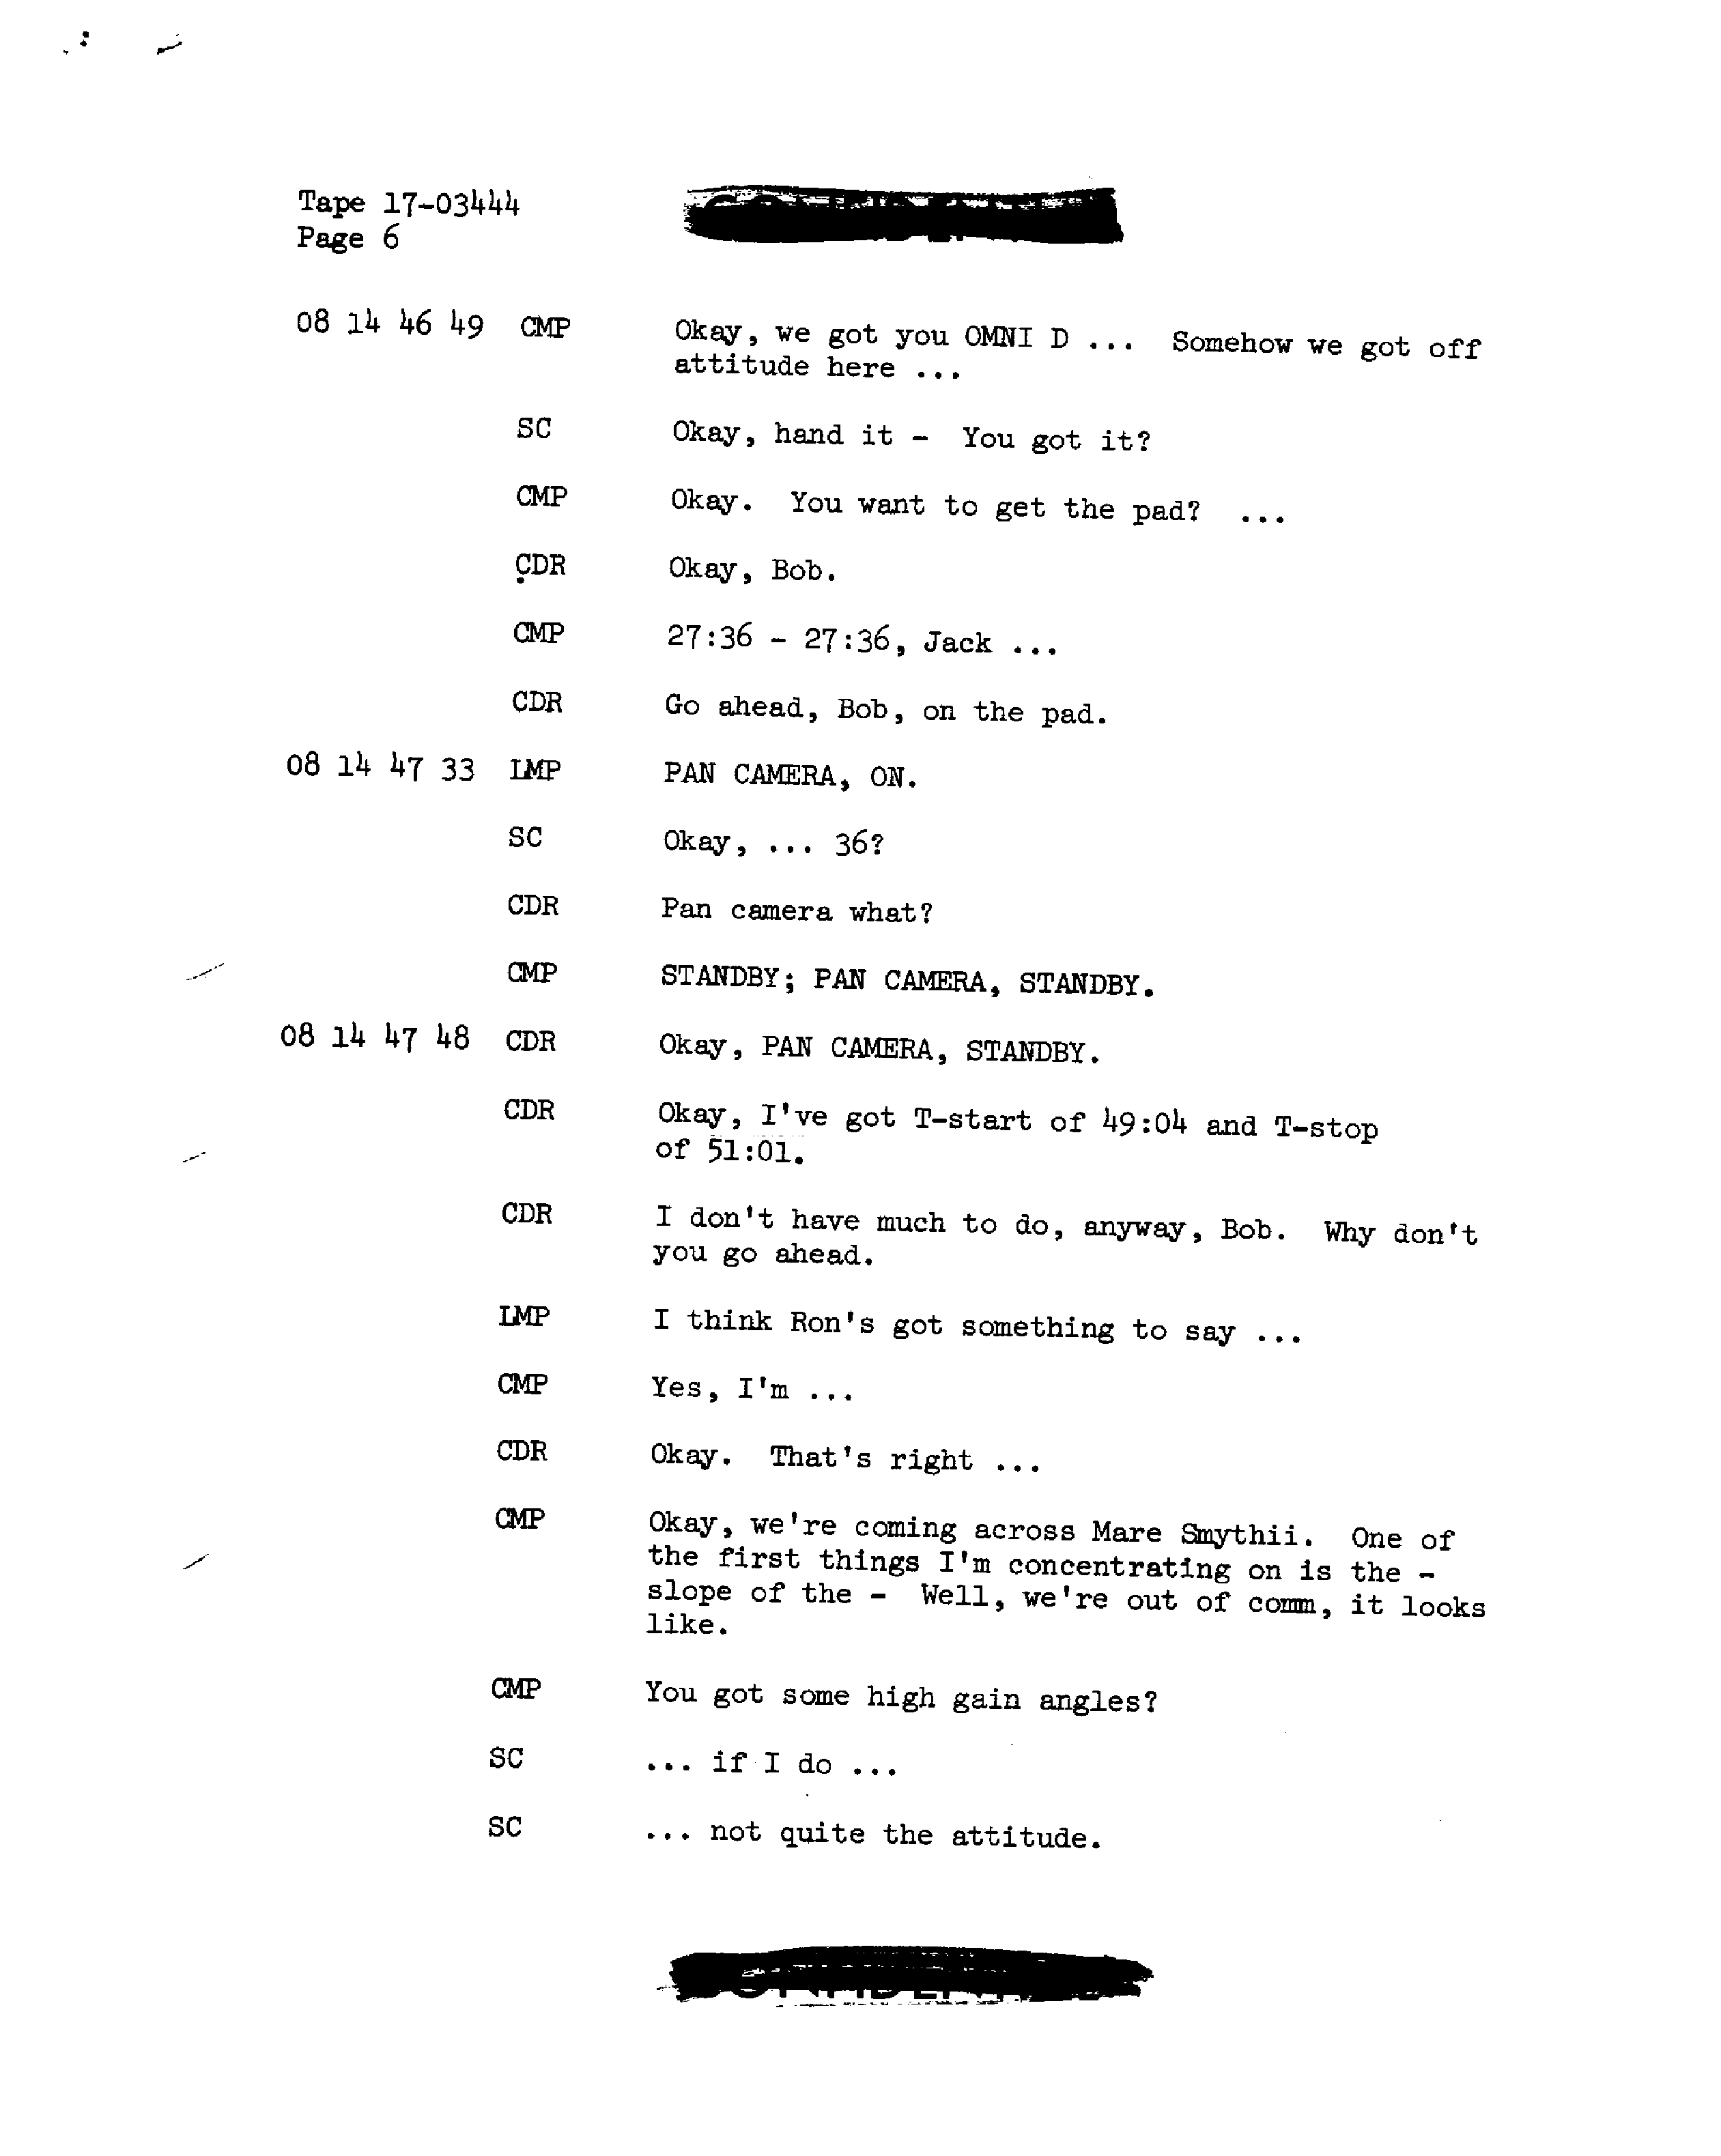 Tape 17-03444
Page 6
CONFIDENTIAL
08 14 46 49 CMP Okay, we got you OMNI D ... Somehow we got off
attitude here ...
SC Okay, hand it - You got it?
CMP Okay. You want to get the pad? ...
CDR Okay, Bob.
CMP 27:36 - 27:36, Jack ...
CDR Go ahead, Bob, on the pad.
08 14 47 33 LMP PAN CAMERA, ON.
SC Okay, ... 36?
CDR Pan camera what?
CMP STANDBY; PAN CAMERA, STANDBY.
08 14 47 48 CDR Okay, PAN CAMERA, STANDBY.
CDR Okay, I've got T-start of 49:04 and T-stop
of 51:01.
CDR I don't have much to do, anyway, Bob. Why don't
you go ahead.
LMP I think Ron's got something to say ...
CMP Yes, I'm ...
CDR Okay. That's right ...
CMP Okay, we're coming across Mare Smythii. One of
the first things I'm concentrating on is the -
slope of the - Well, we're out of comm, it looks
like.
CMP You got some high gain angles?
SC ... if I do ...
SC ... not quite the attitude.
CONFIDENTIAL